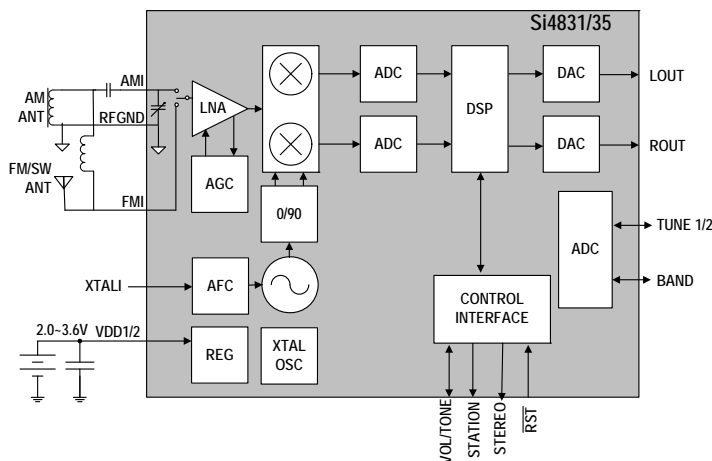 Si4831/35
AMI
AM
ANT
RFGND
LNA
ADC
DAC
LOUT
DSP
ADC
DAC
ROUT
AGC
FM/SW
ANT
FMI
0/90
ADC
TUNE 1/2
BAND
XTALI
AFC
CONTROL
INTERFACE
2.0~3.6V
VDD1/2
REG
XTAL
OSC
VOL/TONE
STATION
STEREO
RST